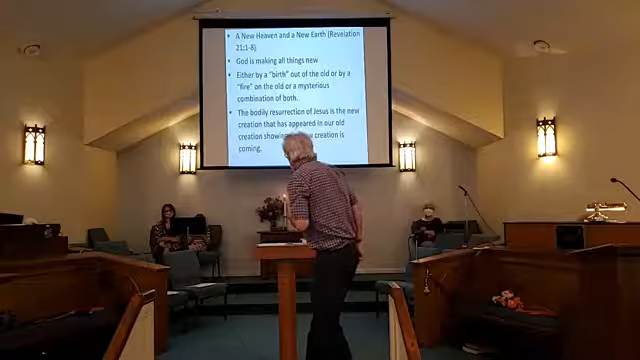 • A New Heaven and a New Earth (Revelation
21:1-8)
• God is making all things new
• Either by a "birth" out of the old or by a
"fire" on the old or a mysterious
combination of both.
• The bodily resurrection of Jesus is the new
creation that has appeared in our old
creation creation is
coming.